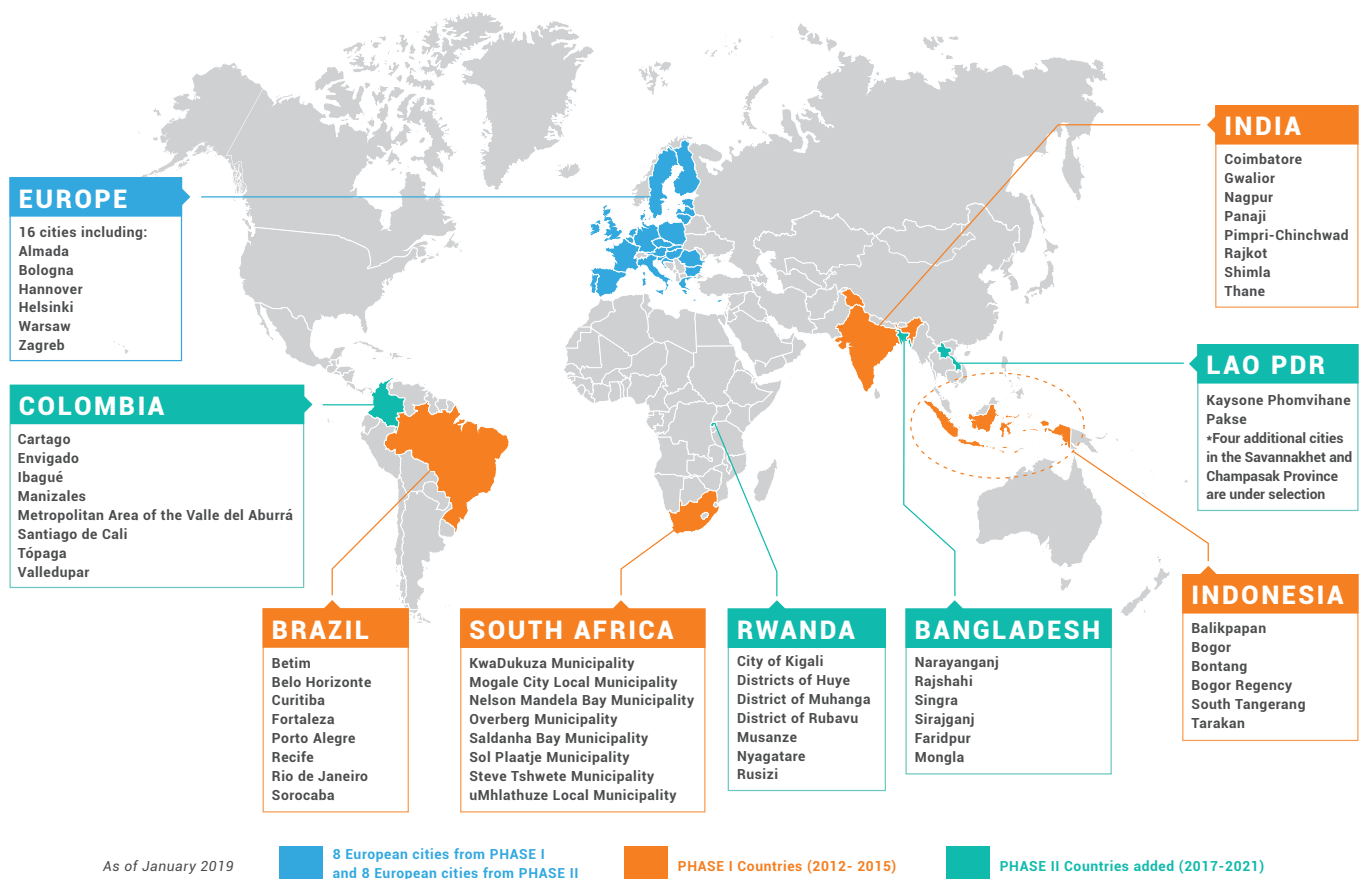 EUROPE
16 cities including:
Almada
Bologna
Hannover
Helsinki
Warsaw
Zagreb
COLOMBIA
Cartago
Envigado
Ibagué
Manizales
Metropolitan Area of the Valle del Aburrá
Santiago de Cali
Tópaga
Valledupar
INDIA
Coimbatore
Gwalior
Nagpur
Panaji
Pimpri-Chinchwad
Rajkot
Shimla
Thane
LAO PDR
Kaysone Phomvihane
Pakse
*Four additional cities
in the Savannakhet and
Champasak Province
are under selection
BRAZIL
Betim
Belo Horizonte
Curitiba
Fortaleza
Porto Alegre
Recife
Rio de Janeiro
Sorocaba
SOUTH AFRICA
KwaDukuza Municipality
Mogale City Local Municipality
Nelson Mandela Bay Municipality
Overberg Municipality
Saldanha Bay Municipality
Sol Plaatje Municipality
Steve Tshwete Municipality
uMhlathuze Local Municipality
RWANDA
City of Kigali
Districts of Huye
District of Muhanga
District of Rubavu
Musanze
Nyagatare
Rusizi
BANGLADESH
Narayanganj
Rajshahi
Singra
Sirajganj
Faridpur
Mongla
INDONESIA
Balikpapan
Bogor
Bontang
Bogor Regency
South Tangerang
Tarakan
As of January 2019
8 European cities from PHASE I
and 8 European cities from PHASE II
PHASE I Countries (2012- 2015)
PHASE II Countries added (2017-2021)